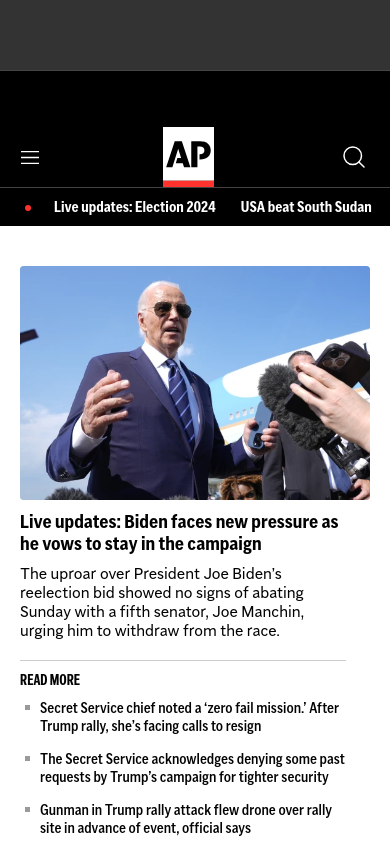 AP
Live updates: Election 2024 USA beat South Sudan
Live updates: Biden faces new pressure as
he vows to stay in the campaign
The uproar over President Joe Biden’s
reelection bid showed no signs of abating
Sunday with a fifth senator, Joe Manchin,
urging him to withdraw from the race.
READ MORE
Secret Service chief noted a ‘zero fail mission.’ After
Trump rally, she’s facing calls to resign
The Secret Service acknowledges denying some past
requests by Trump’s campaign for tighter security
Gunman in Trump rally attack flew drone over rally
site in advance of event, official says